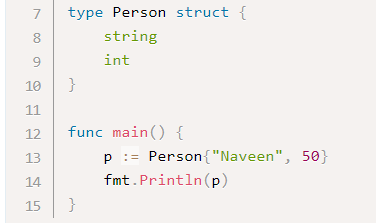 7 type Person struct {
8 string
9 int
10 }
11
12 func main() {
13 p := Person{"Naveen", 50}
14 fmt.Println(p)
15 }